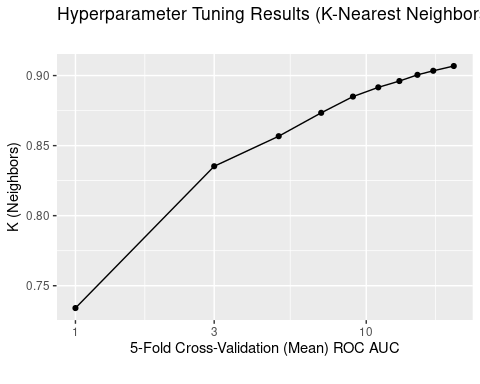 Hyperparameter Tuning Results (K-Nearest Neighbors
0.90
0.85
0.80
0.75
K (Neighbors)
1
3
10
5-Fold Cross-Validation (Mean) ROC AUC